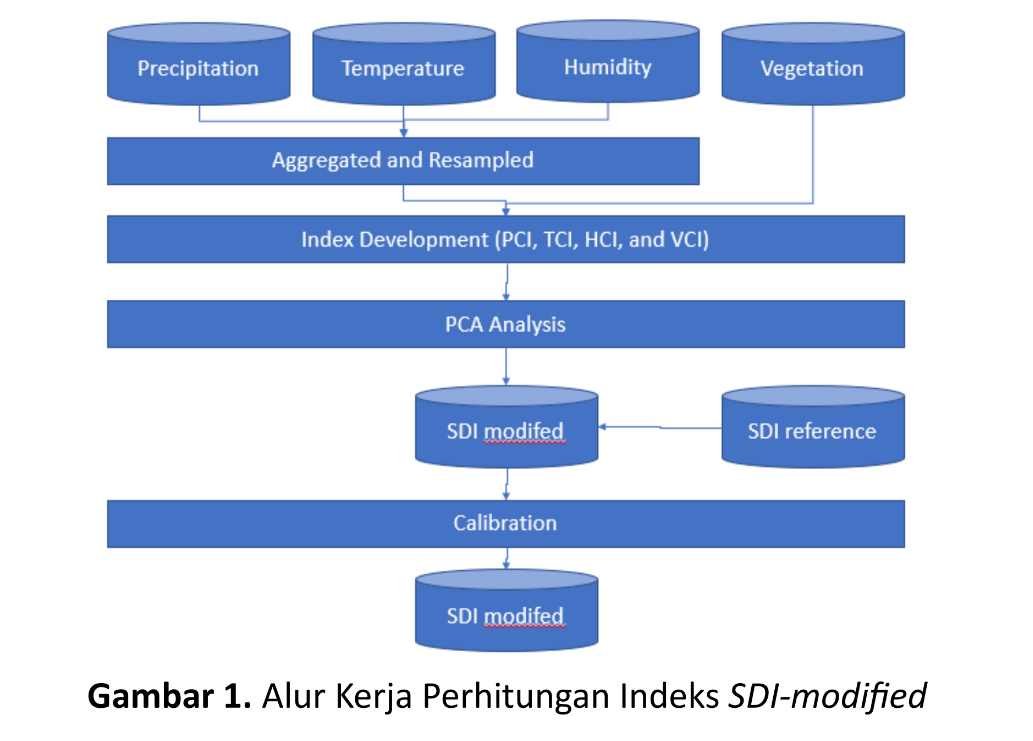 Precipitation
Temperature
Humidity
Vegetation
Aggregated and Resampled
Index Development (PCI, TCI, HCI, and VCI)
PCA Analysis
SDI modifed
SDI reference
Calibration
SDI modifed
Gambar 1. Alur Kerja Perhitungan Indeks SDI-modified